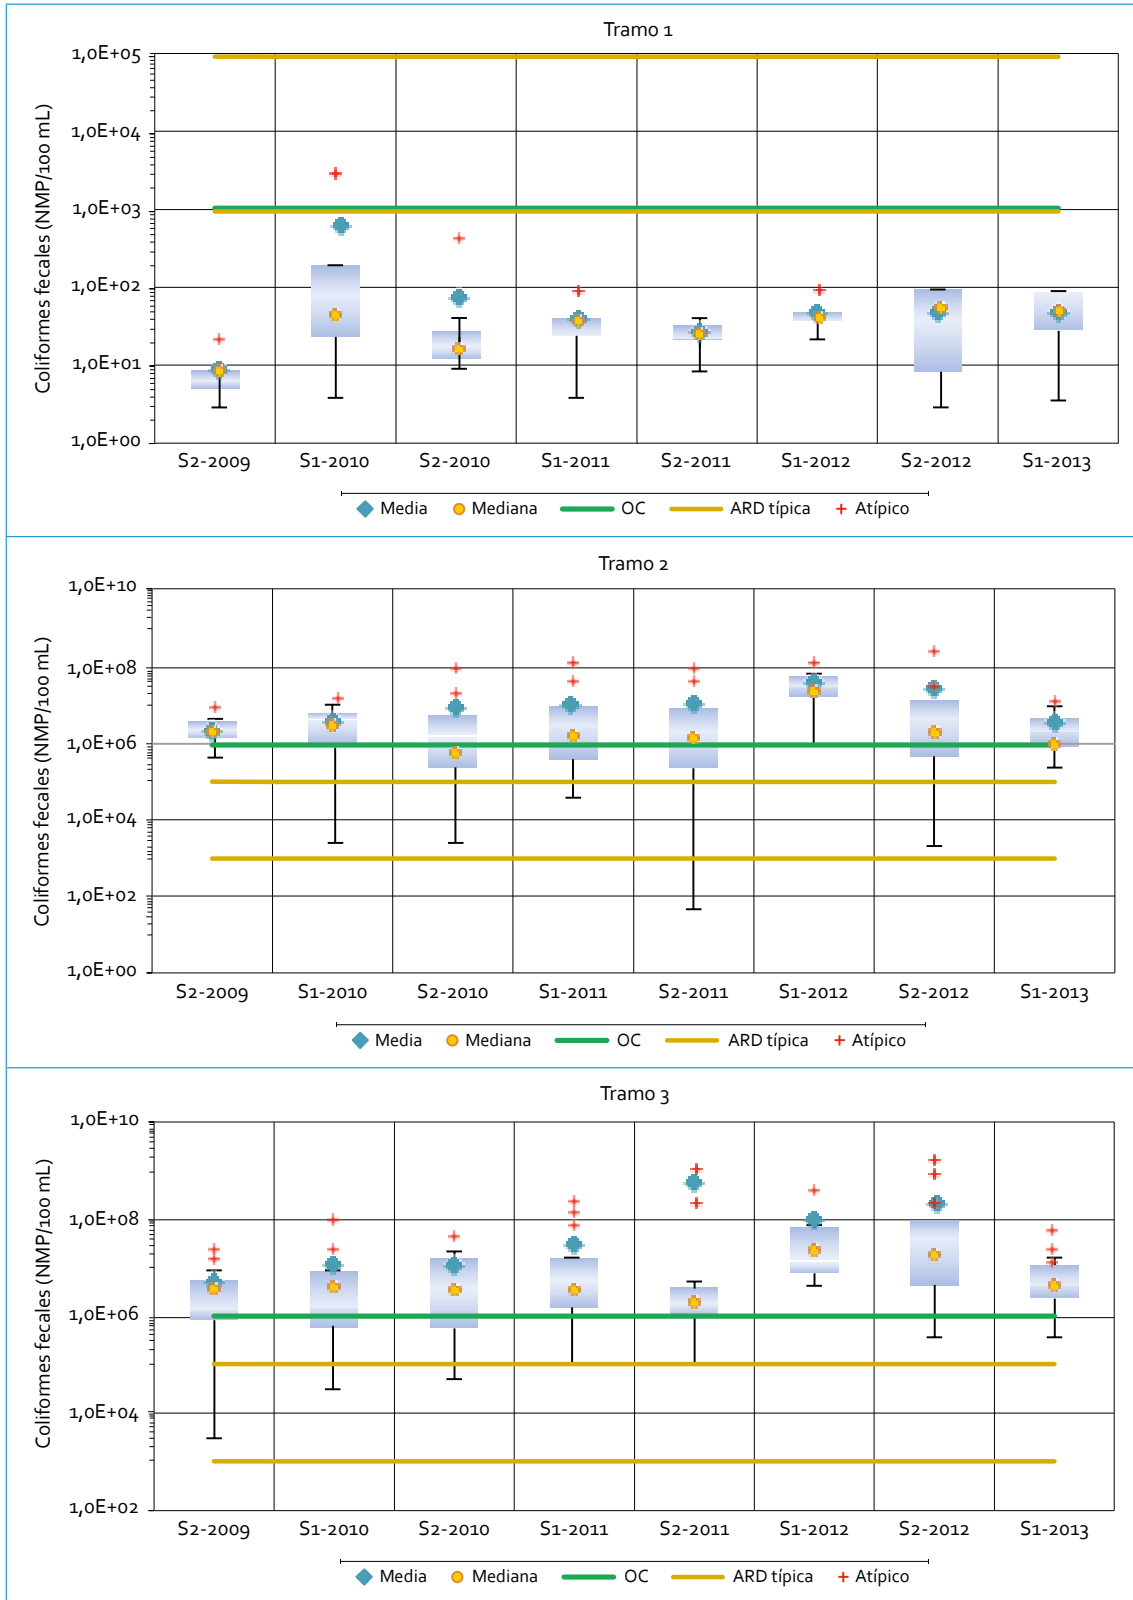 Tramo 1
Coliformes fecales (NMP/100 mL)
1,0E+05
1,0E+04
1,0E+03
1,0E+02
1,0E+01
1,0E+00
S2-2009 S1-2010 S2-2010 S1-2011 S2-2011 S1-2012 S2-2012 S1-2013
Media Mediana OC ARD típica Atípico
Tramo 2
Coliformes fecales (NMP/100 mL)
1,0E+10
1,0E+08
1,0E+06
1,0E+04
1,0E+02
1,0E+00
S2-2009 S1-2010 S2-2010 S1-2011 S2-2011 S1-2012 S2-2012 S1-2013
Media Mediana OC ARD típica Atípico
Tramo 3
Coliformes fecales (NMP/100 mL)
1,0E+10
1,0E+08
1,0E+06
1,0E+04
1,0E+02
S2-2009 S1-2010 S2-2010 S1-2011 S2-2011 S1-2012 S2-2012 S1-2013
Media Mediana OC ARD típica Atípico